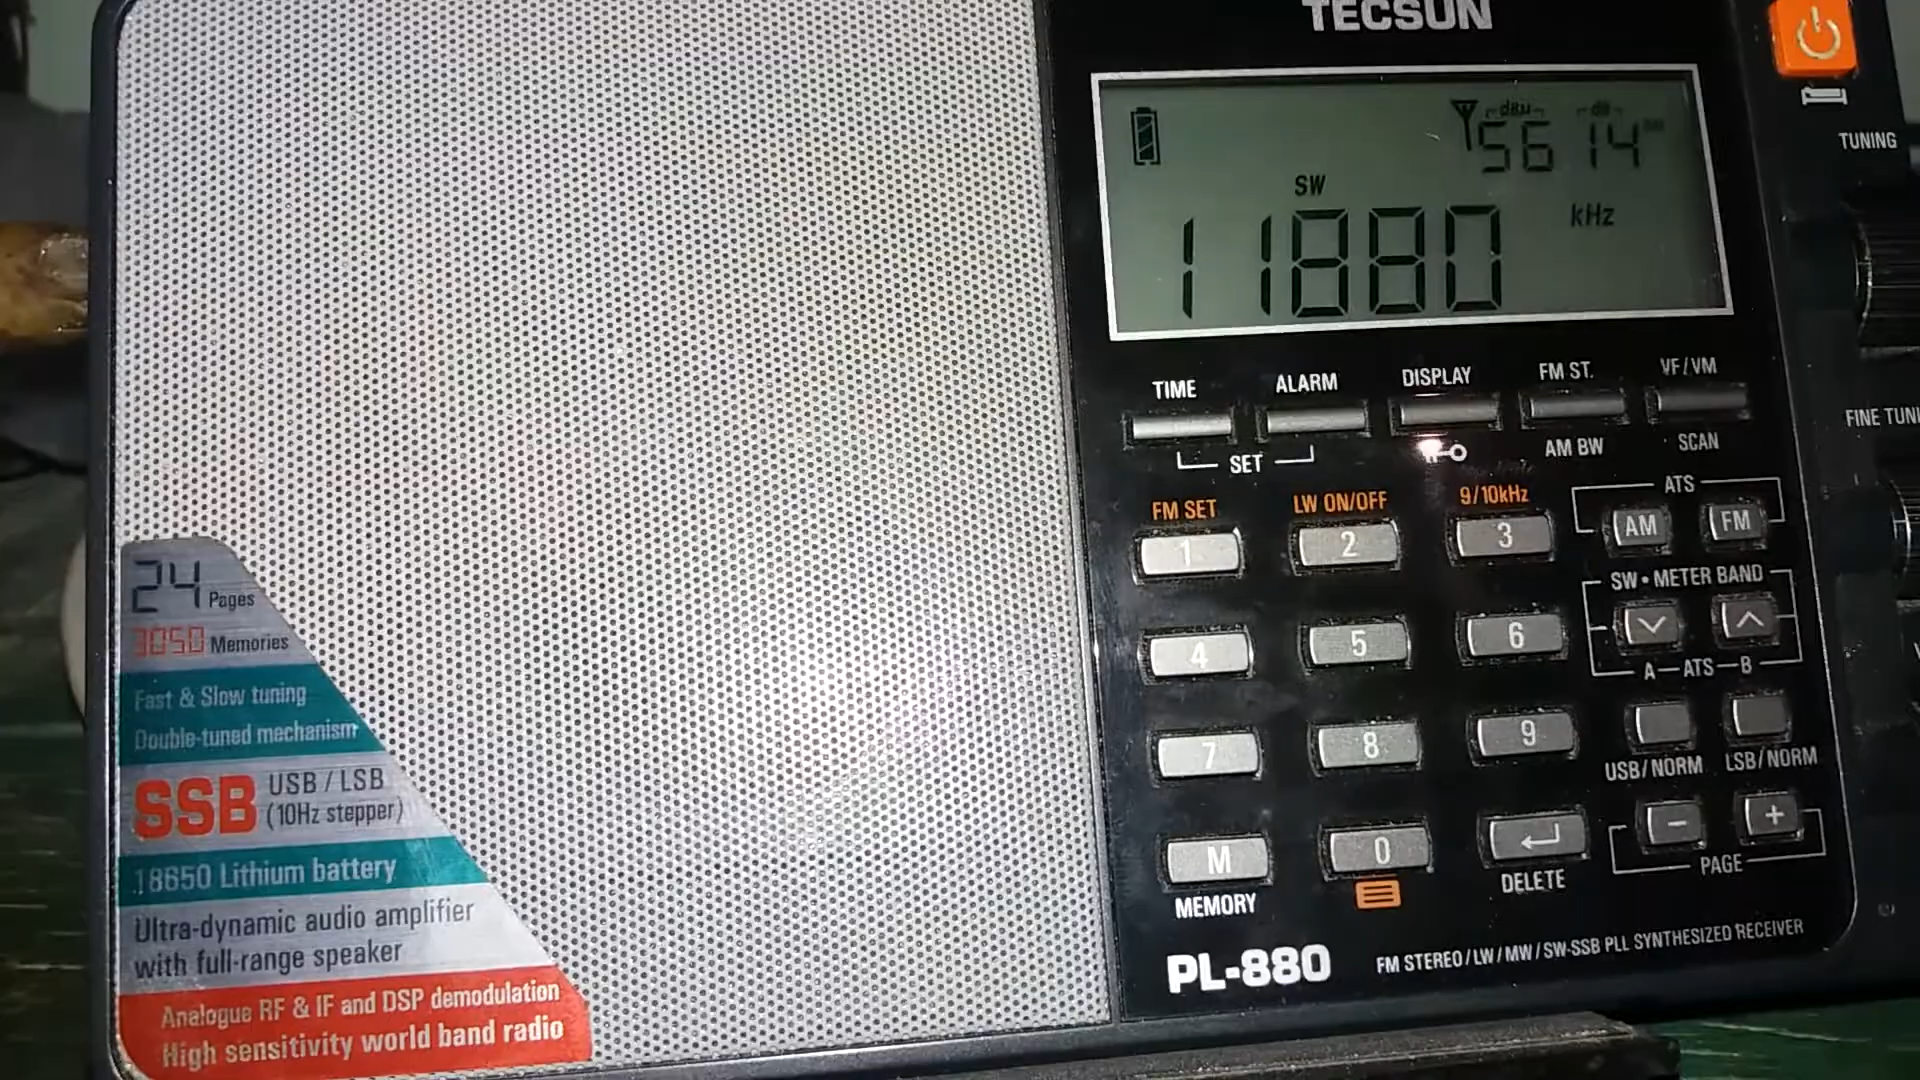 TECSUN
dBμ dB
56 14
SW
11880 kHz
TUNING
TIME ALARM DISPLAY FM ST. VF/VM
FINE TUNI
SET AM BW SCAN
ATS
FM SET LW ON/OFF 9/10kHz
1 2 3 AM FM
SW • METER BAND
4 5 6
A — ATS — B
7 8 9
USB/NORM LSB/NORM
M 0 - +
MEMORY DELETE PAGE
PL-880 FM STEREO/LW/MW/SW-SSB PLL SYNTHESIZED RECEIVER
24 Pages
3050 Memories
Fast & Slow tuning
Double-tuned mechanism
SSB USB / LSB
(10Hz stepper)
18650 Lithium battery
Ultra-dynamic audio amplifier
with full-range speaker
Analogue RF & IF and DSP demodulation
High sensitivity world band radio